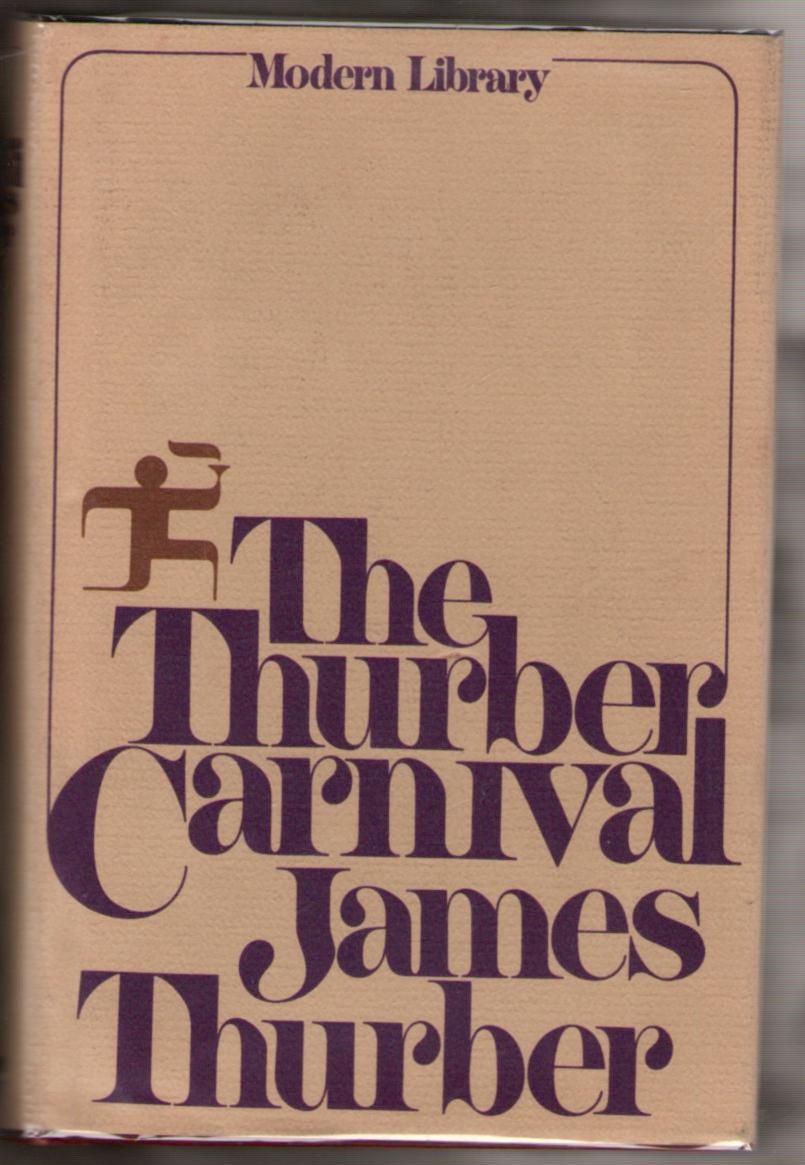 Modern Library
The
Thurber
Carnival
James
Thurber